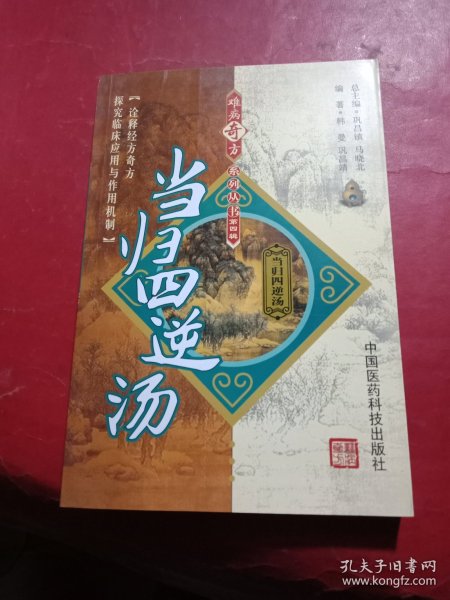 难病奇方系列丛书第四辑
总主编·巩昌镇 马晓北
编 著·韩 曼 巩昌靖
【诠释经方奇方
探究临床应用与作用机制】
当归四逆汤
当归四逆汤
中国医药科技出版社
孔夫子旧书网
www.kongfz.com